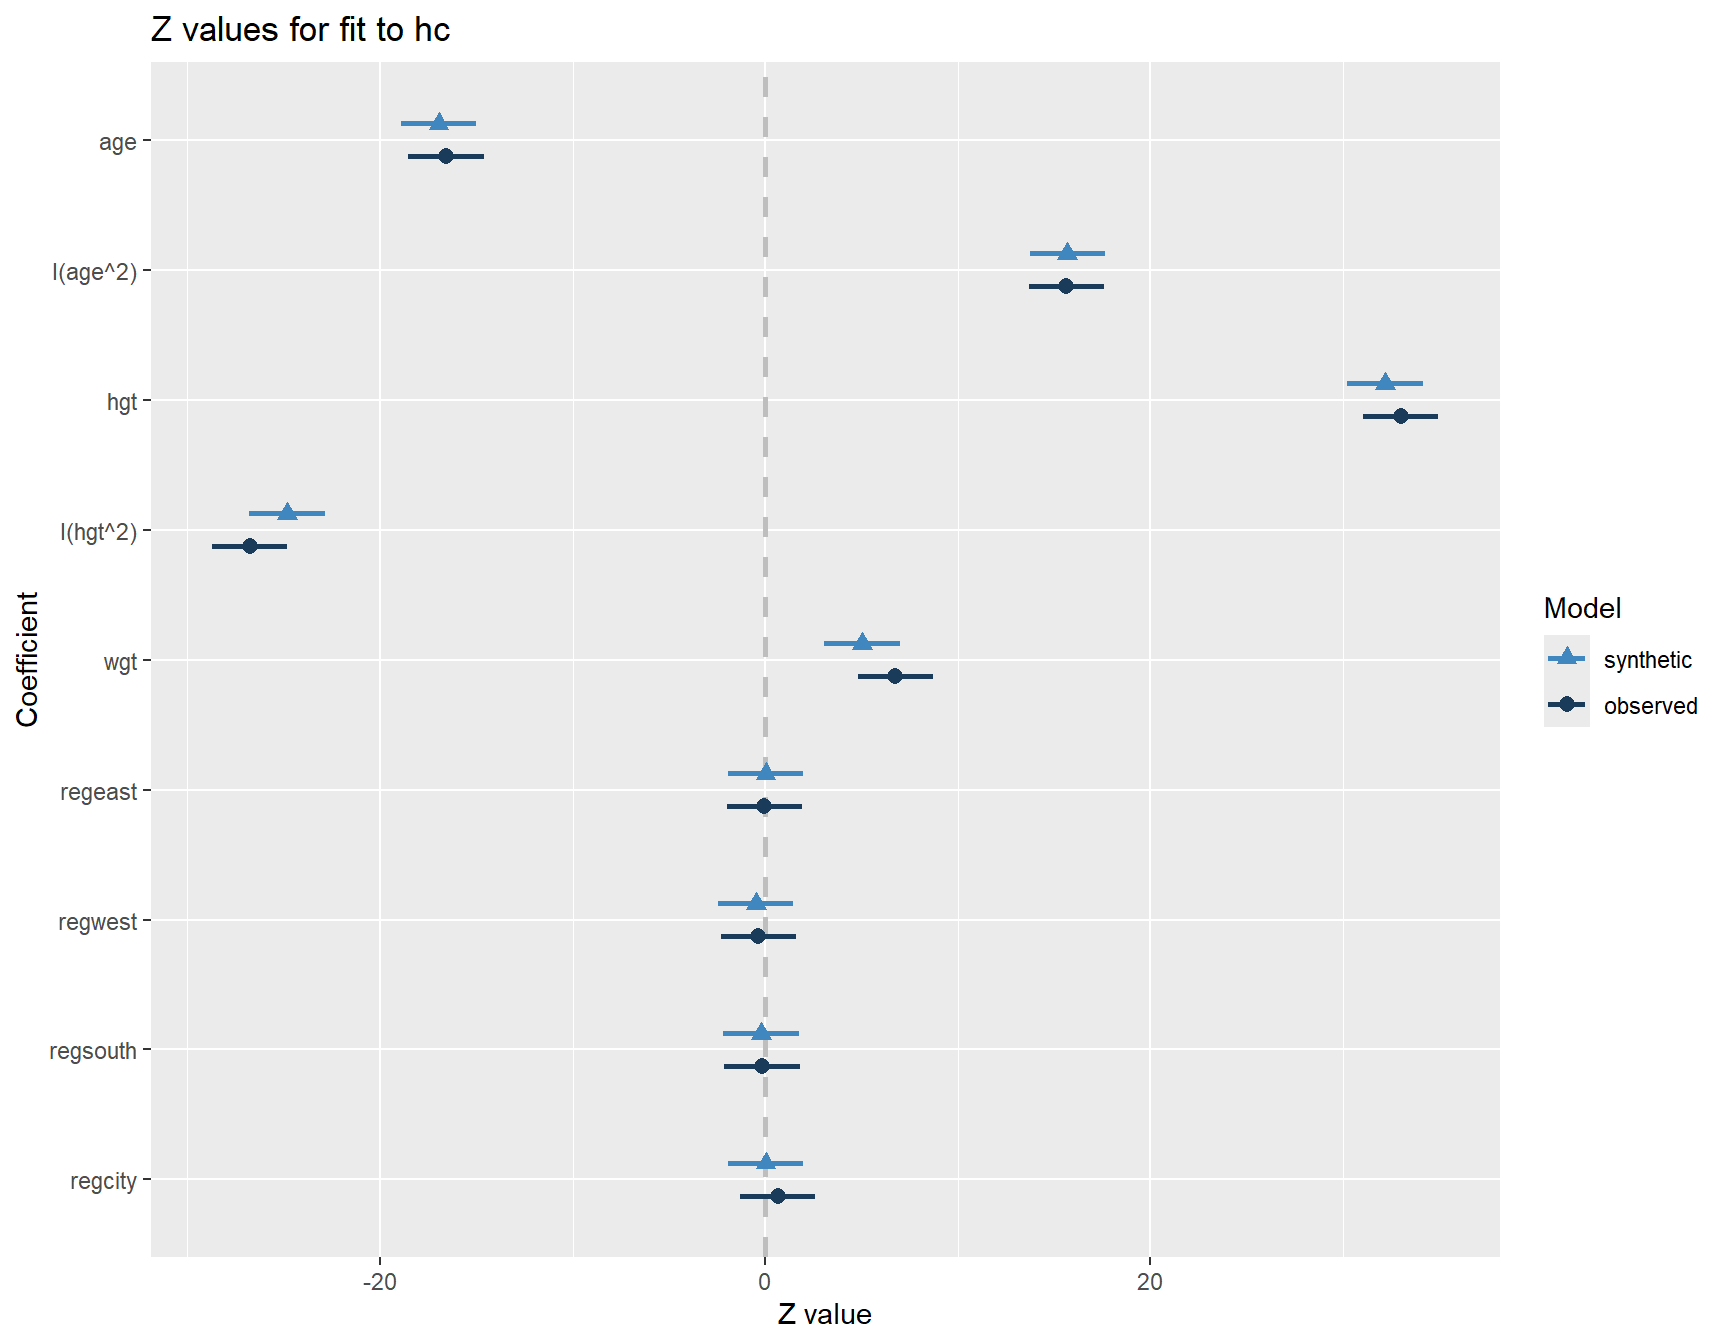 Z values for fit to hc
age
I(age^2)
hgt
I(hgt^2)
wgt
regeast
regwest
regsouth
regcity
Coefficient
-20
0
20
Z value
Model
synthetic
observed